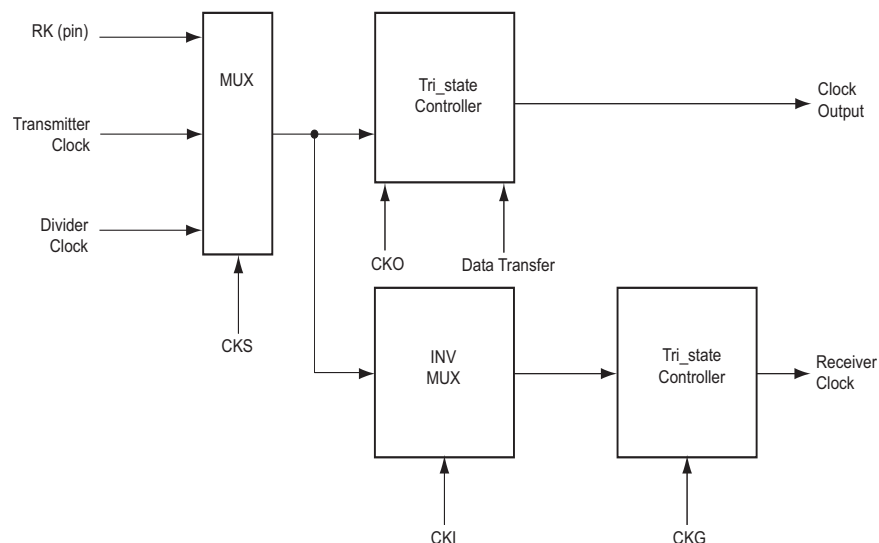 RK (pin)
MUX
Tri_state
Controller
Clock
Output
Transmitter
Clock
Divider
Clock
CKO
Data Transfer
CKS
INV
MUX
Tri_state
Controller
Receiver
Clock
CKI
CKG